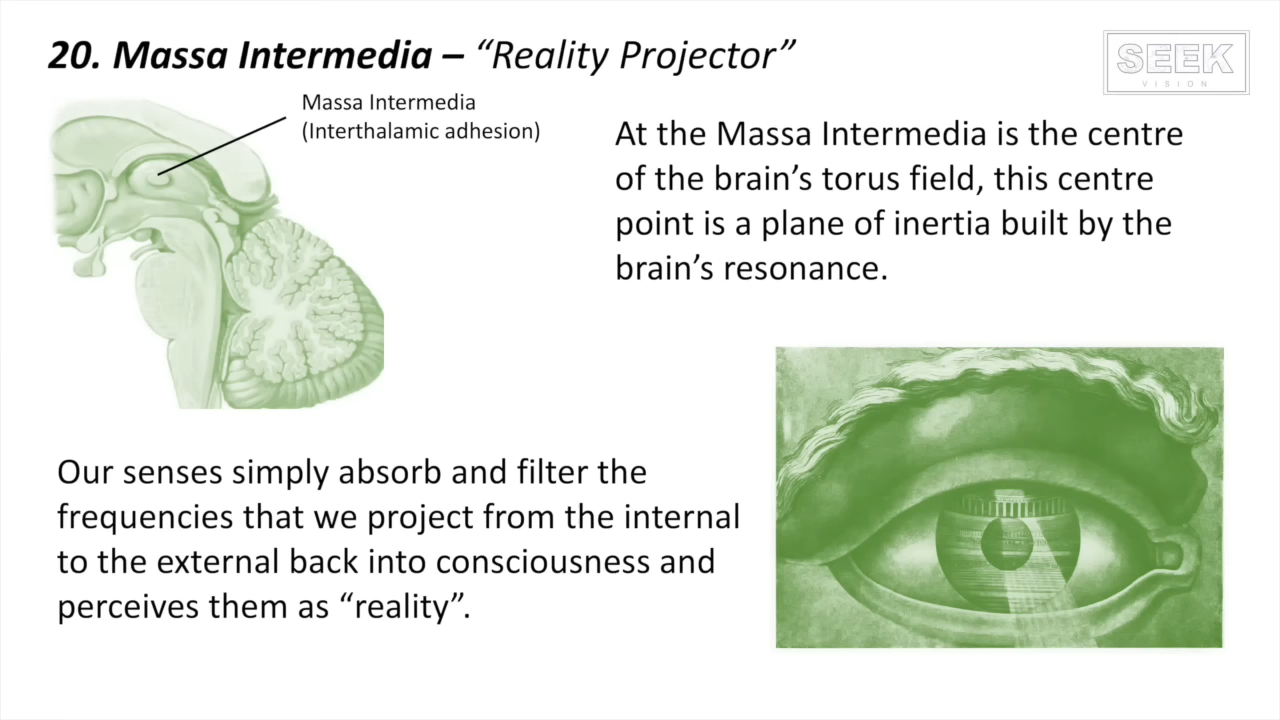 20. Massa Intermedia – “Reality Projector”
SEEK
VISION
Massa Intermedia
(Interthalamic adhesion)
At the Massa Intermedia is the centre
of the brain’s torus field, this centre
point is a plane of inertia built by the
brain’s resonance.
Our senses simply absorb and filter the
frequencies that we project from the internal
to the external back into consciousness and
perceives them as “reality”.